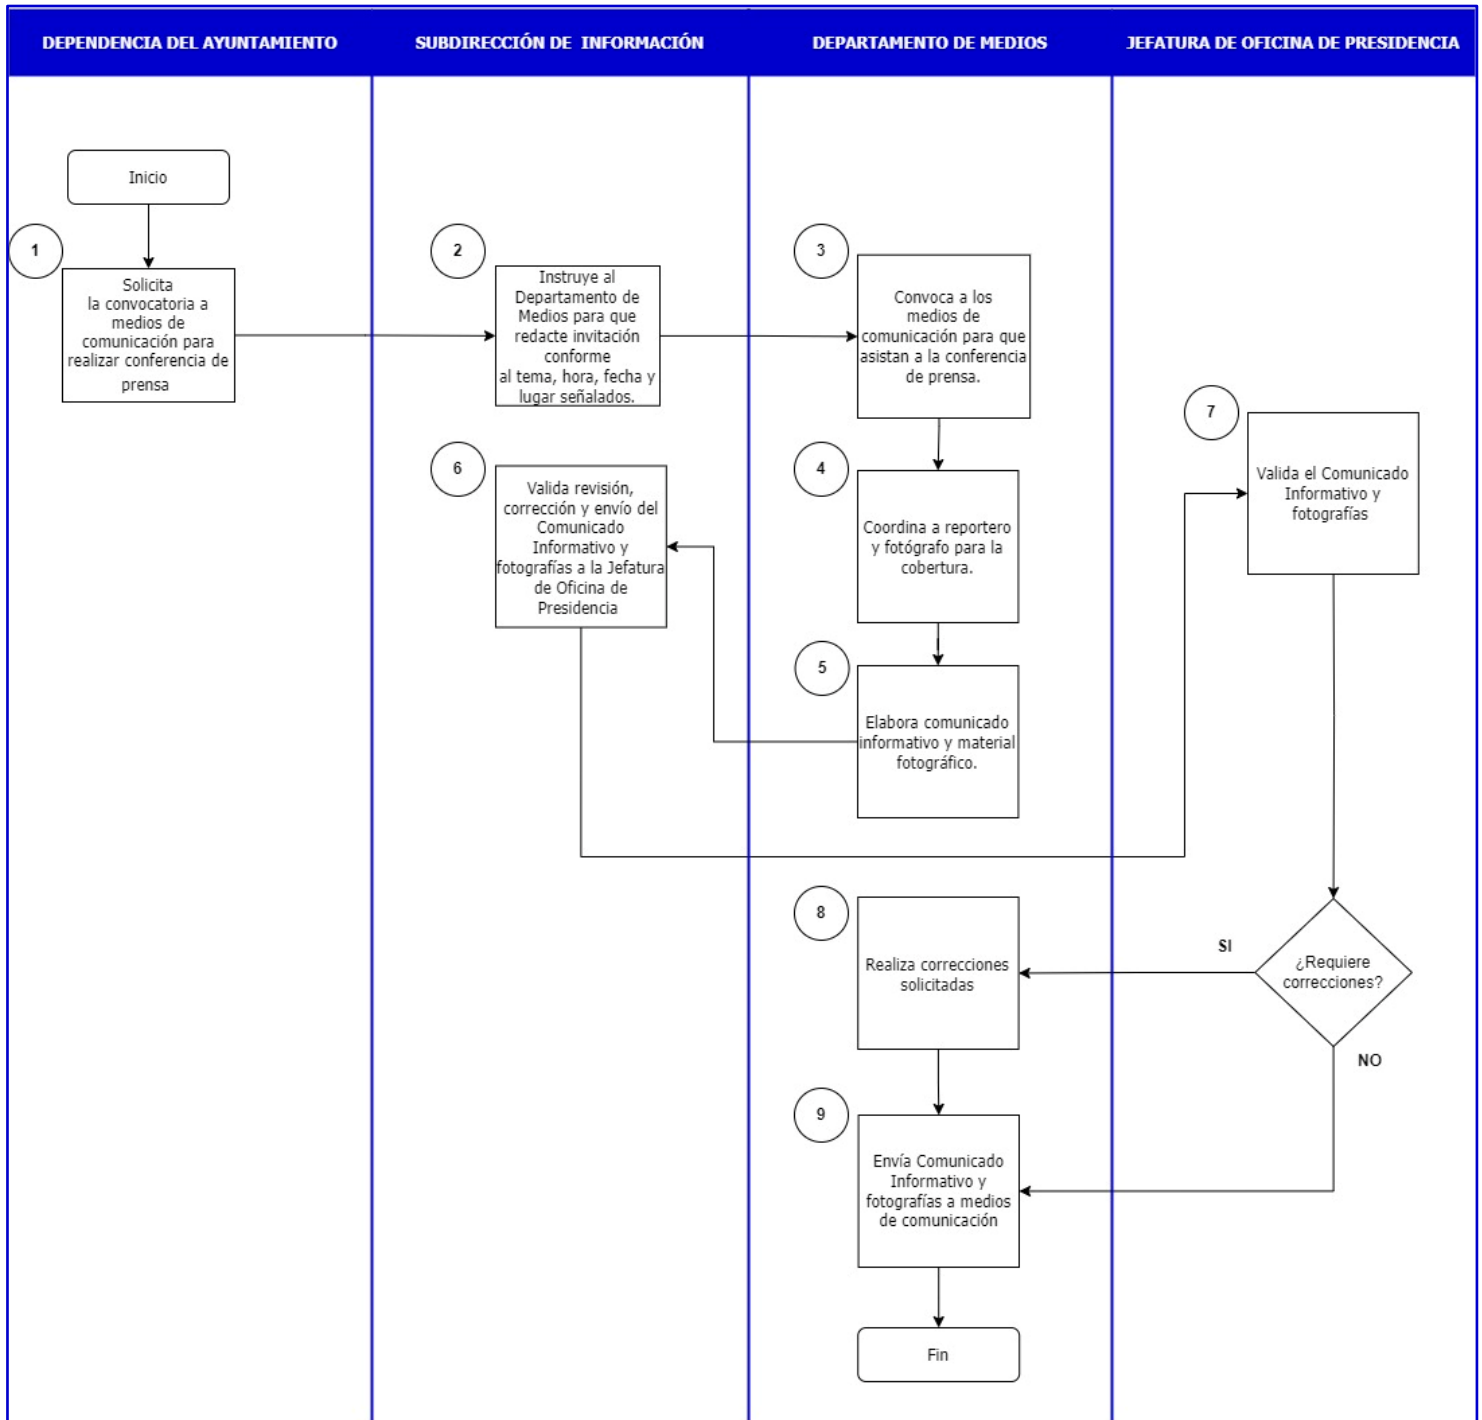 DEPENDENCIA DEL AYUNTAMIENTO
SUBDIRECCIÓN DE INFORMACIÓN
DEPARTAMENTO DE MEDIOS
JEFATURA DE OFICINA DE PRESIDENCIA
Inicio
1
Solicita
la convocatoria a
medios de
comunicación para
realizar conferencia de
prensa
2
Instruye al
Departamento de
Medios para que
redacte invitación
conforme
al tema, hora, fecha y
lugar señalados.
3
Convoca a los
medios de
comunicación para que
asistan a la conferencia
de prensa.
4
Coordina a reportero
y fotógrafo para la
cobertura.
5
Elabora comunicado
informativo y material
fotográfico.
6
Valida revisión,
corrección y envío del
Comunicado
Informativo y
fotografías a la Jefatura
de Oficina de
Presidencia
7
Valida el Comunicado
Informativo y
fotografías
¿Requiere
correcciones?
SI
NO
8
Realiza correcciones
solicitadas
9
Envía Comunicado
Informativo y
fotografías a medios
de comunicación
Fin